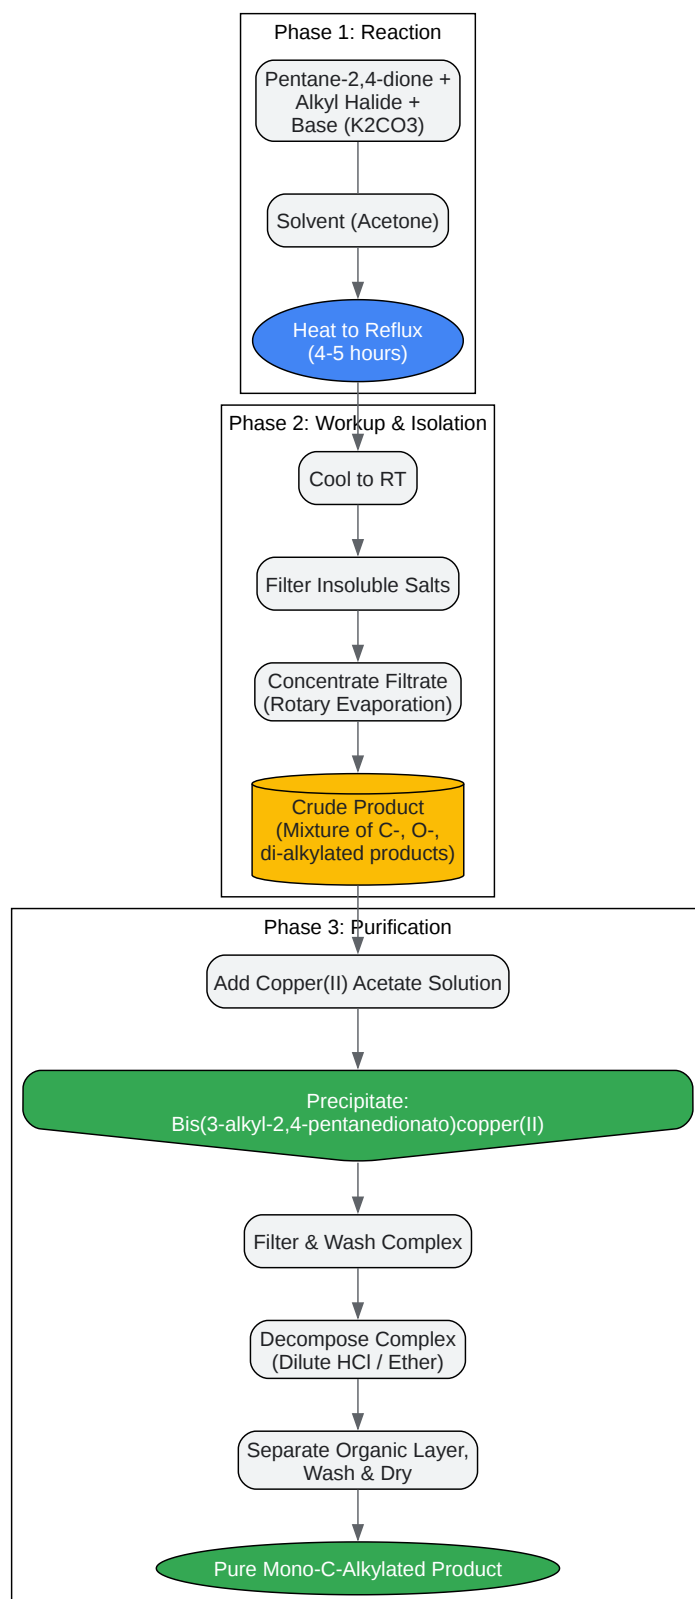 Phase 1: Reaction
Pentane-2,4-dione +
Alkyl Halide +
Base (K2CO3)
Solvent (Acetone)
Heat to Reflux
(4-5 hours)
Phase 2: Workup & Isolation
Cool to RT
Filter Insoluble Salts
Concentrate Filtrate
(Rotary Evaporation)
Crude Product
(Mixture of C-, O-,
di-alkylated products)
Phase 3: Purification
Add Copper(II) Acetate Solution
Precipitate:
Bis(3-alkyl-2,4-pentanedionato)copper(II)
Filter & Wash Complex
Decompose Complex
(Dilute HCl / Ether)
Separate Organic Layer,
Wash & Dry
Pure Mono-C-Alkylated Product